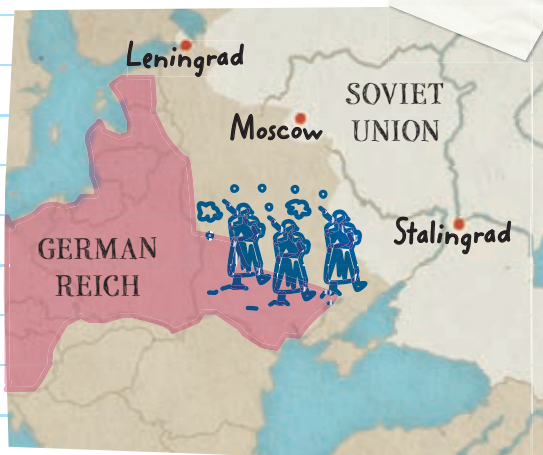 Leningrad
SOVIET
UNION
Moscow
Stalingrad
GERMAN
REICH